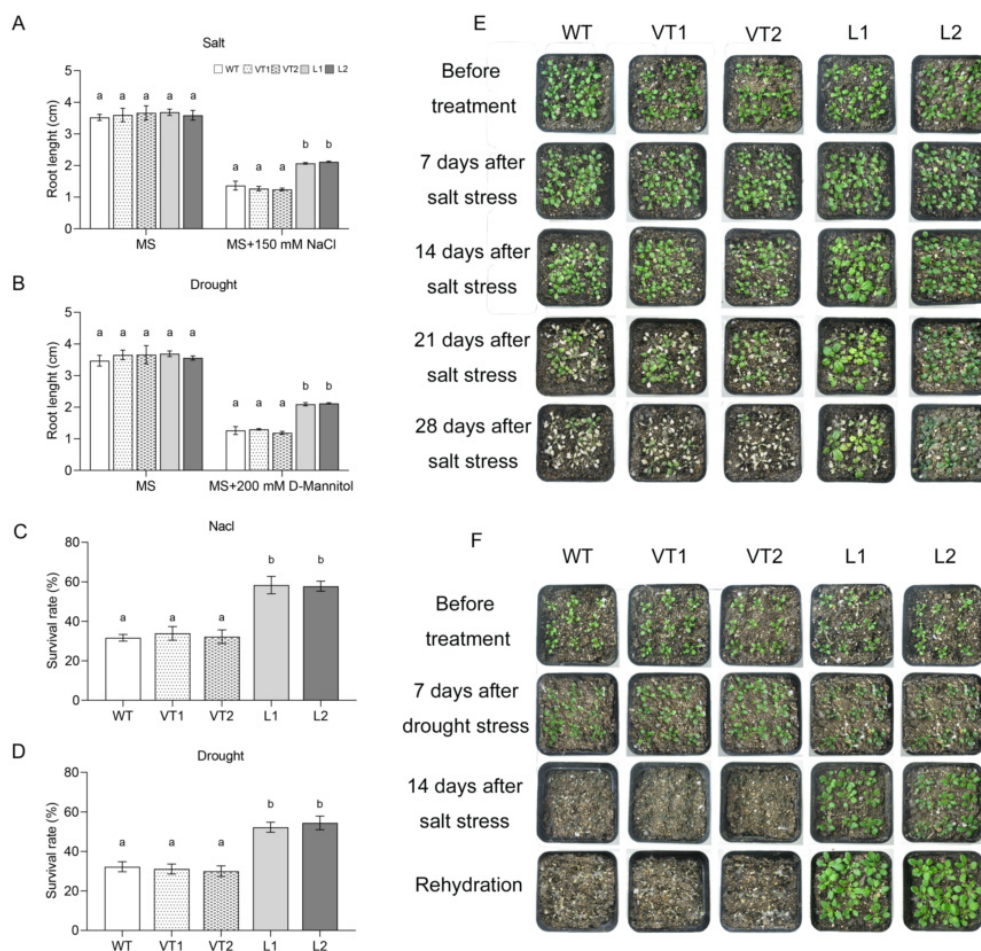 A
Salt
WT VT1 VT2 L1 L2
Root lenght (cm)
5
4
3
2
1
0
a a a a a
a a a b b
MS
MS+150 mM NaCl
B
Drought
Root lenght (cm)
5
4
3
2
1
0
a a a a a
a a a b b
MS
MS+200 mM D-Mannitol
C
Nacl
Survival rate (%)
80
60
40
20
0
a a a b b
WT VT1 VT2 L1 L2
D
Drought
Survival rate (%)
80
60
40
20
0
a a a b b
WT VT1 VT2 L1 L2
E
WT VT1 VT2 L1 L2
Before
treatment
7 days after
salt stress
14 days after
salt stress
21 days after
salt stress
28 days after
salt stress
F
WT VT1 VT2 L1 L2
Before
treatment
7 days after
drought stress
14 days after
salt stress
Rehydration